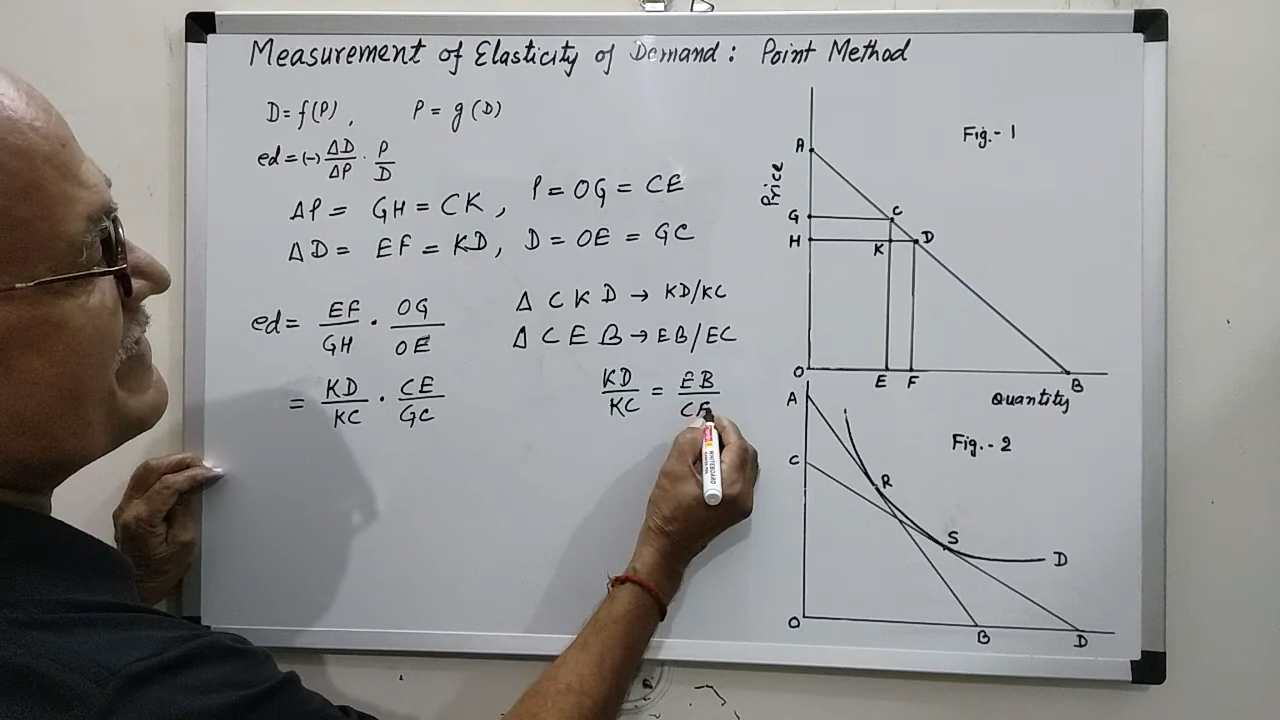 Measurement of Elasticity of Demand : Point Method
D = f(P) , P = g (D)
ed = (-) ΔD/ΔP · P/D
ΔP = GH = CK , P = OG = CE
ΔD = EF = KD, D = OE = GC
ed = EF/GH · OG/OE
= KD/KC · CE/GC
Δ CKD → KD/KC
Δ CEB → EB/EC
KD/KC = EB/CE
Fig.- 1
Price
A
G
C
H
K
D
O
E
F
B
Quantity
Fig. - 2
A
C
R
S
D
O
B
D
WHITEBOARD